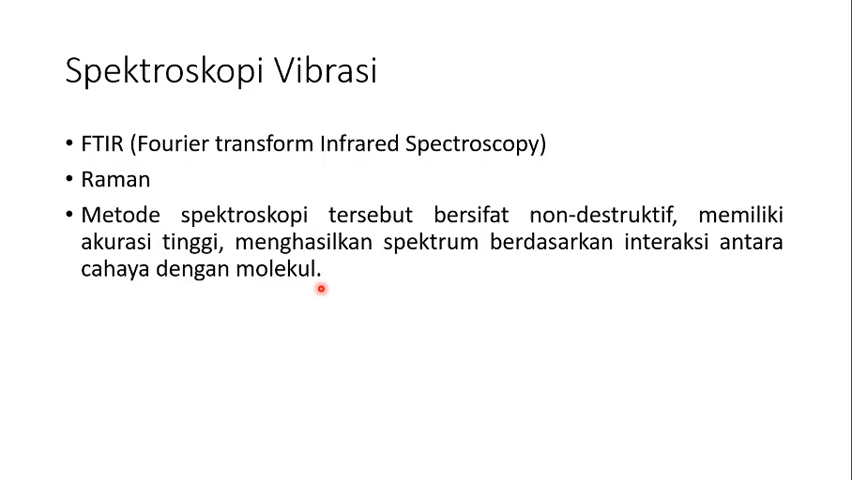 Spektroskopi Vibrasi
• FTIR (Fourier transform Infrared Spectroscopy)
• Raman
• Metode spektroskopi tersebut bersifat non-destruktif, memiliki
akurasi tinggi, menghasilkan spektrum berdasarkan interaksi antara
cahaya dengan molekul.